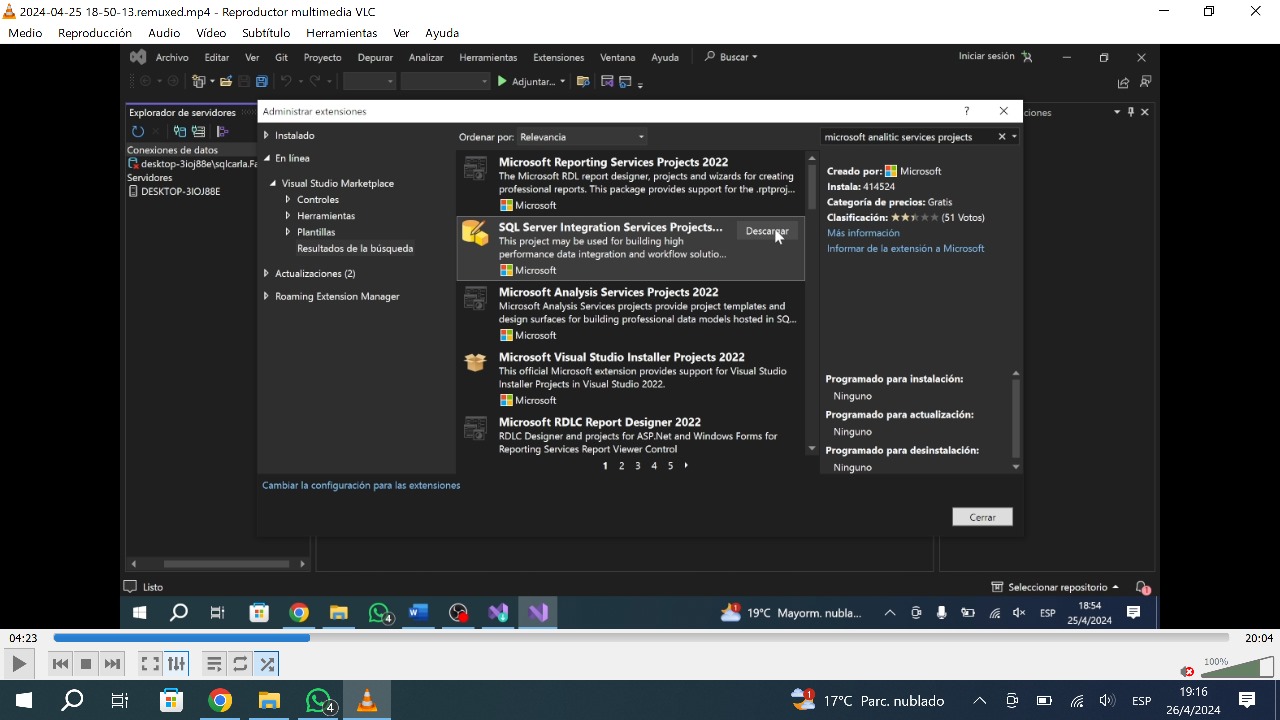 2024-04-25 18-50-13.remuxed.mp4 - Reproductor multimedia VLC
Medio Reproducción Audio Vídeo Subtítulo Herramientas Ver Ayuda
Archivo Editar Ver Git Proyecto Depurar Analizar Herramientas Extensiones Ventana Ayuda Buscar Iniciar sesión
Adjuntar...
Explorador de servidores
ciones
Conexiones de datos
desktop-3ioj88e\sqlcarla.Fa
Servidores
DESKTOP-3IOJ88E
Administrar extensiones ?
Instalado
En línea
Visual Studio Marketplace
Controles
Herramientas
Plantillas
Resultados de la búsqueda
Actualizaciones (2)
Roaming Extension Manager
Ordenar por: Relevancia
Microsoft Reporting Services Projects 2022
The Microsoft RDL report designer, projects and wizards for creating
professional reports. This package provides support for the .rptproj...
Microsoft
SQL Server Integration Services Projects... Descargar
This project may be used for building high
performance data integration and workflow solutio...
Microsoft
Microsoft Analysis Services Projects 2022
Microsoft Analysis Services projects provide project templates and
design surfaces for building professional data models hosted in SQ...
Microsoft
Microsoft Visual Studio Installer Projects 2022
This official Microsoft extension provides support for Visual Studio
Installer Projects in Visual Studio 2022.
Microsoft
Microsoft RDLC Report Designer 2022
RDLC Designer and projects for ASP.Net and Windows Forms for
Reporting Services Report Viewer Control
1 2 3 4 5
microsoft analitic services projects
Creado por: Microsoft
Instala: 414524
Categoría de precios: Gratis
Clasificación: (51 Votos)
Más información
Informar de la extensión a Microsoft
Programado para instalación:
Ninguno
Programado para actualización:
Ninguno
Programado para desinstalación:
Ninguno
Cambiar la configuración para las extensiones
Cerrar
Listo
Seleccionar repositorio
1
4
1
19°C Mayorm. nubla...
ESP
18:54
25/4/2024
04:23
20:04
100%
4
1
17°C Parc. nublado
ESP
19:16
26/4/2024